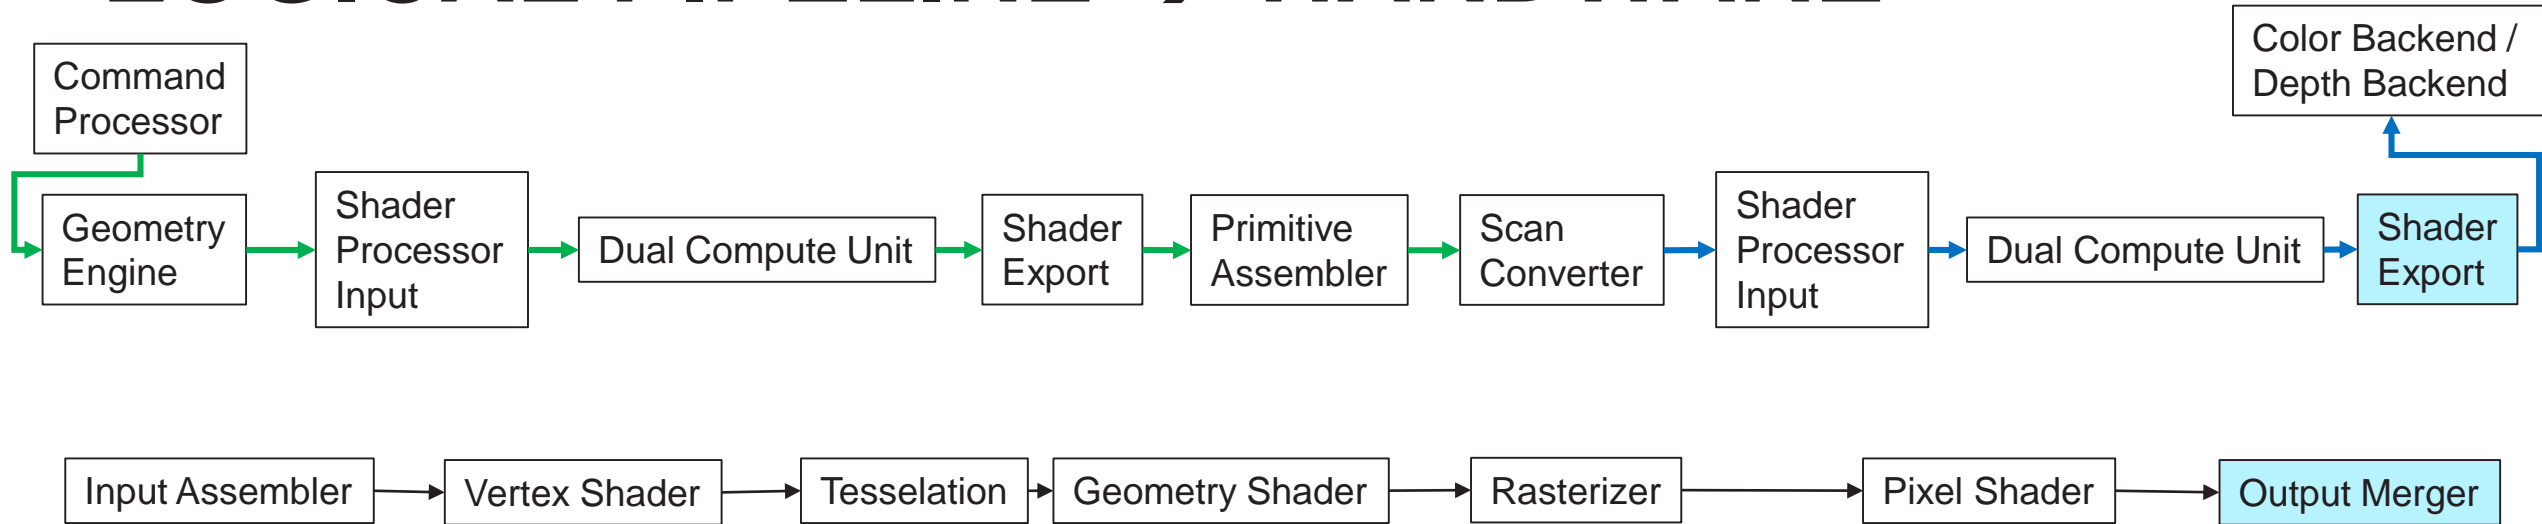 Command
Processor
Color Backend /
Depth Backend
Geometry
Engine
Shader
Processor
Input
Dual Compute Unit
Shader
Export
Primitive
Assembler
Scan
Converter
Shader
Processor
Input
Dual Compute Unit
Shader
Export
Input Assembler
Vertex Shader
Tesselation
Geometry Shader
Rasterizer
Pixel Shader
Output Merger